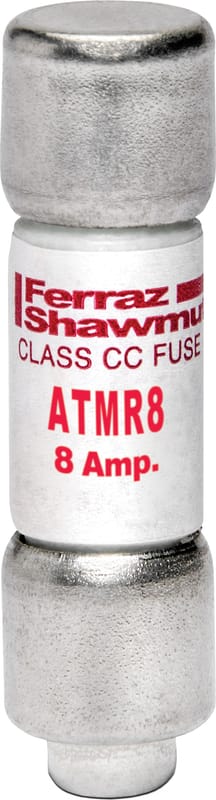 Ferraz
Shawmut
CLASS CC FUSE
ATMR8
8 Amp.